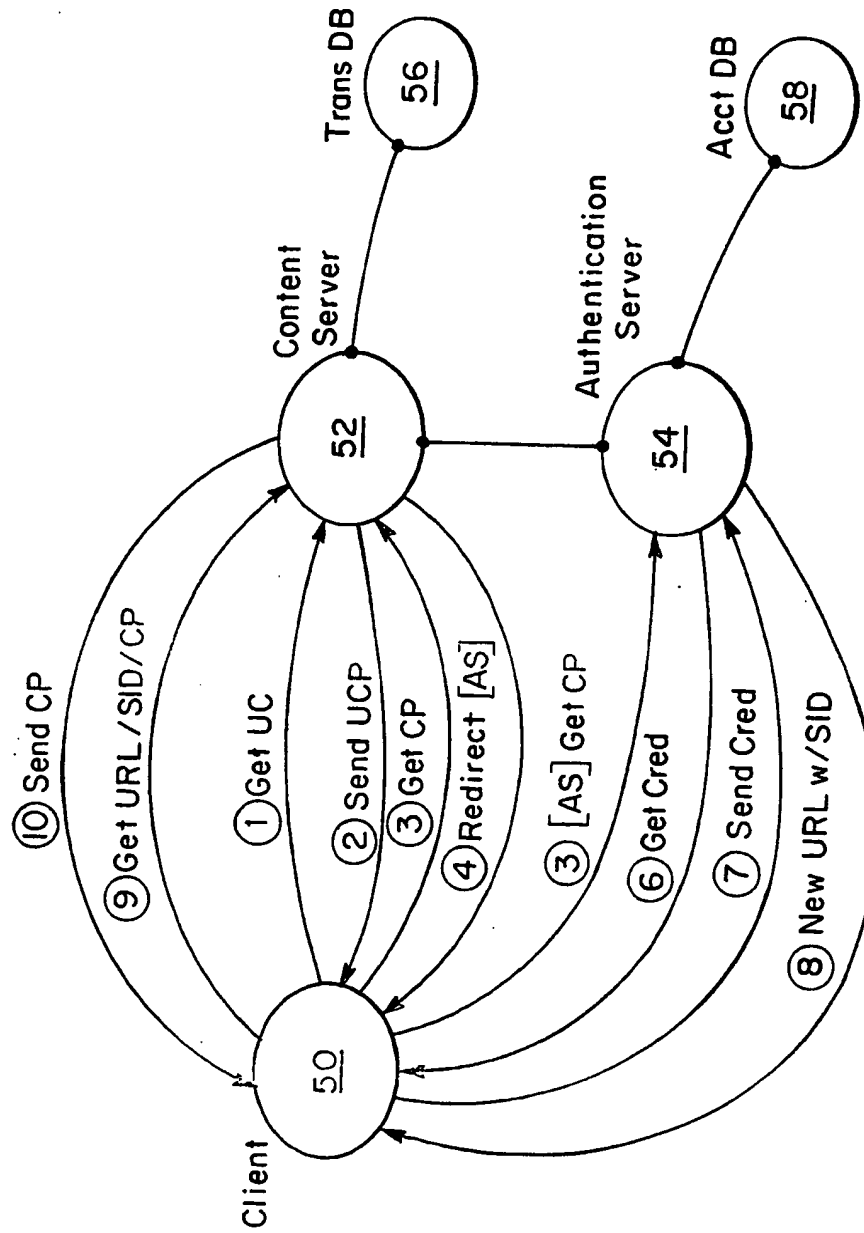 Client
50
⑩ Send CP
⑨ Get URL/SID/CP
① Get UC
② Send UCP
③ Get CP
④ Redirect [AS]
③ [AS] Get CP
⑥ Get Cred
⑦ Send Cred
⑧ New URL w/SID
Content
Server
52
Authentication
Server
54
Trans DB
56
Acct DB
58